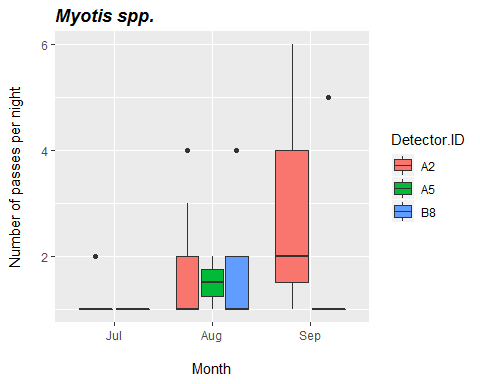 Myotis spp.
Number of passes per night
6
4
2
Jul
Aug
Sep
Month
Detector.ID
A2
A5
B8